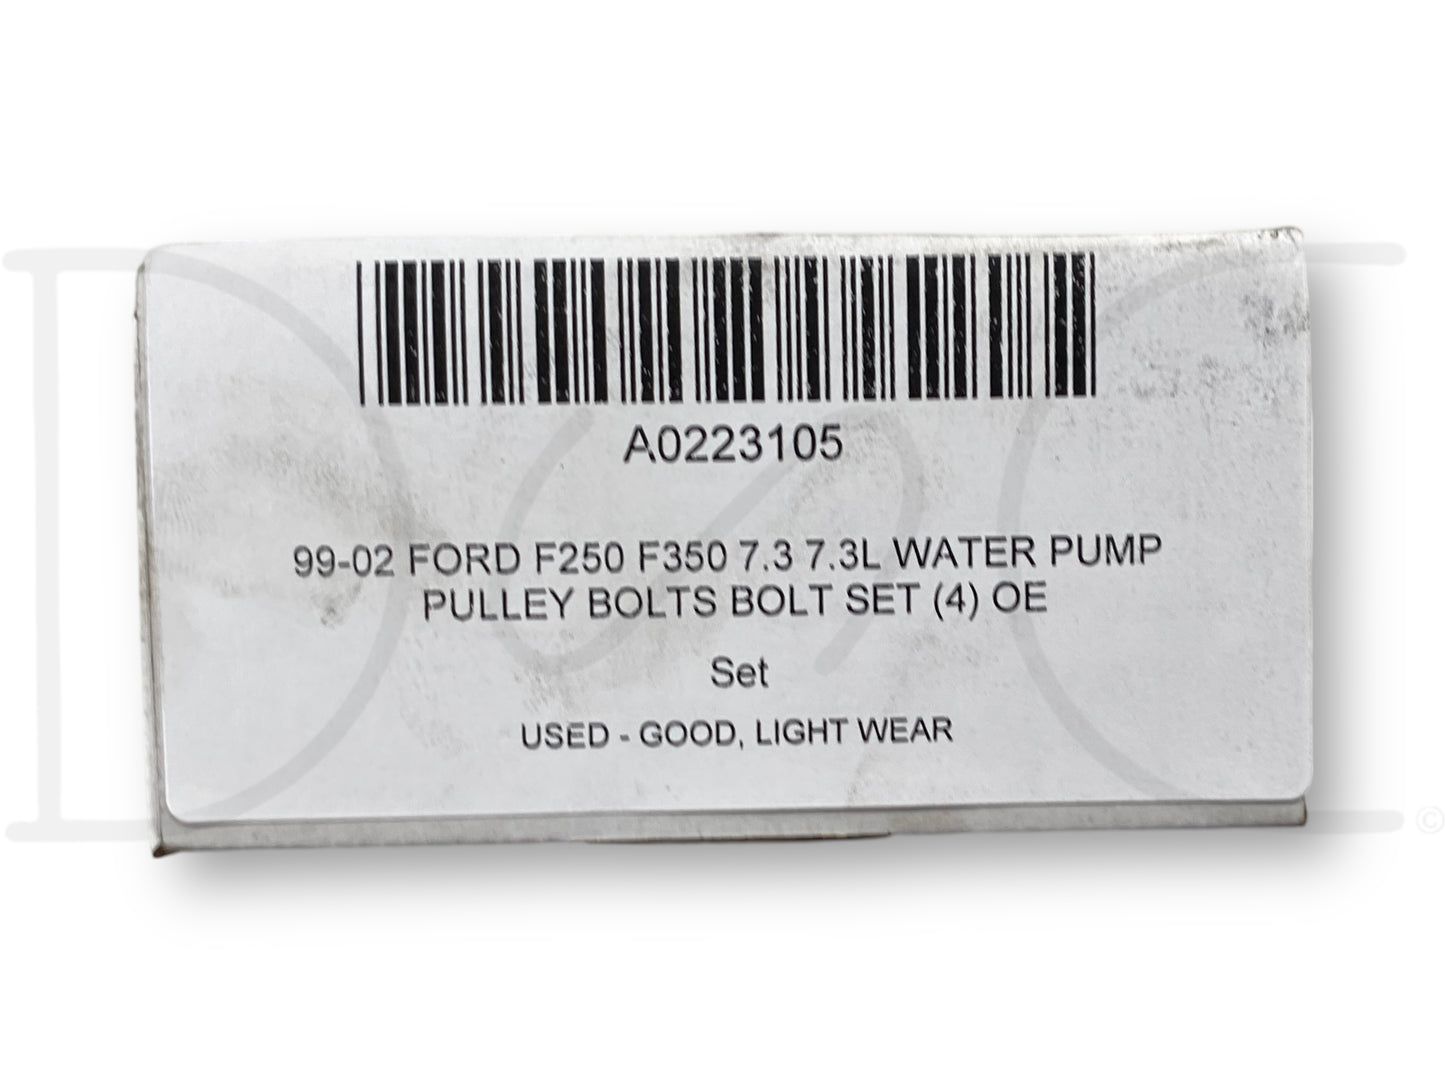 A0223105
99-02 FORD F250 F350 7.3 7.3L WATER PUMP
PULLEY BOLTS BOLT SET (4) OE
Set
USED - GOOD, LIGHT WEAR
©